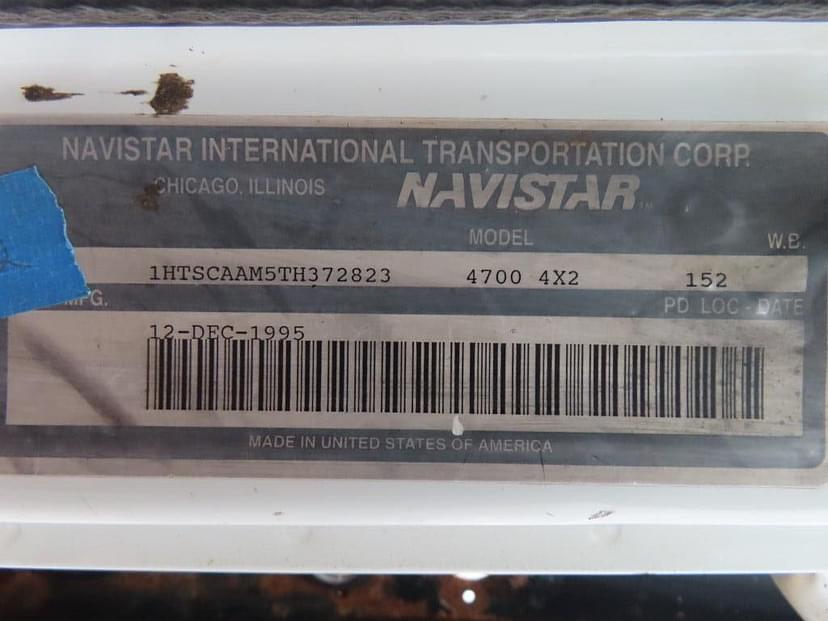 NAVISTAR INTERNATIONAL TRANSPORTATION CORP.
CHICAGO, ILLINOIS NAVISTAR™
MODEL W.B.
1HTSCAAM5TH372823 4700 4X2 152
MFG. PD LOC - DATE
12-DEC-1995
MADE IN UNITED STATES OF AMERICA